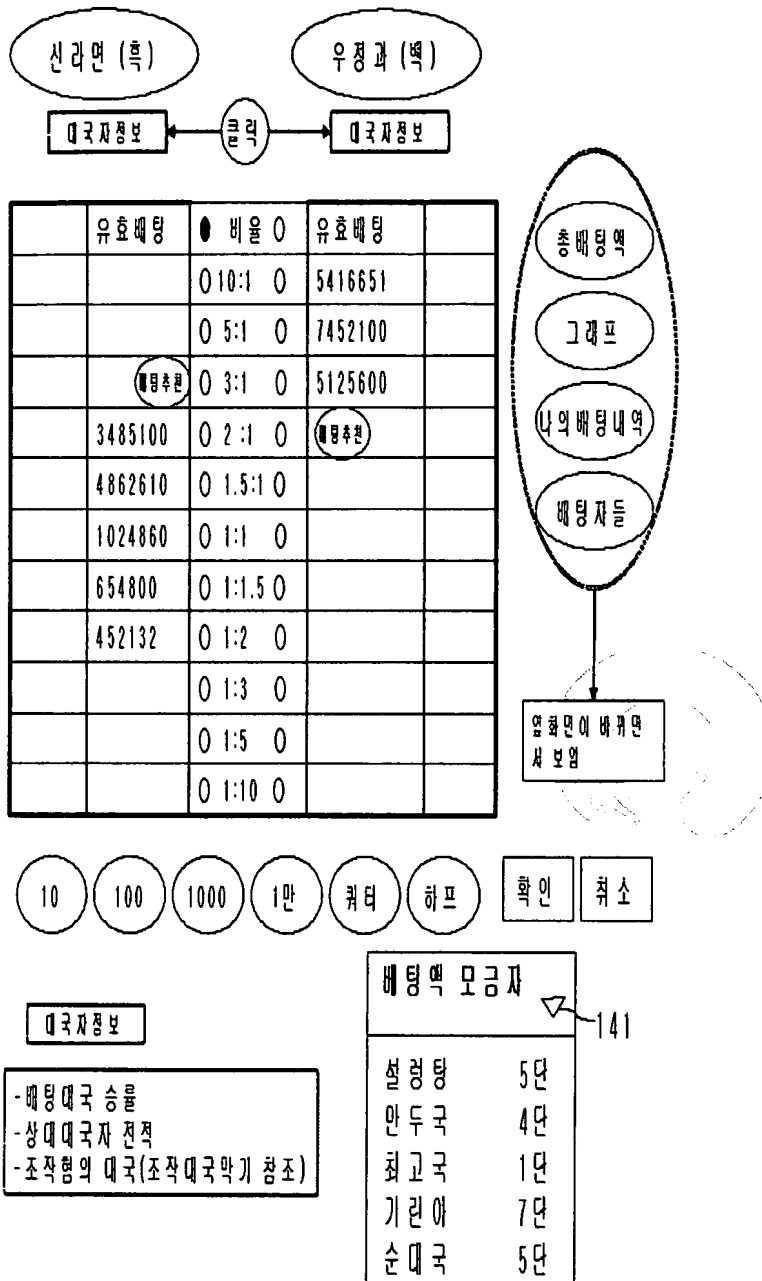 신라면 (흑) 우정과 (백)
대국자정보 클릭 대국자정보
유효배팅 ● 비율 ○ 유효배팅
○ 10:1 ○ 5416651
○ 5:1 ○ 7452100
배팅추천 ○ 3:1 ○ 5125600
3485100 ○ 2 :1 ○ 배팅추천
4862610 ○ 1.5:1 ○
1024860 ○ 1:1 ○
654800 ○ 1:1.5 ○
452132 ○ 1:2 ○
○ 1:3 ○
○ 1:5 ○
○ 1:10 ○
총배팅액
그래프
나의배팅내역
배팅자들
옆화면이 바뀌면
서 보임
10 100 1000 1만 쿼터 하프 확인 취소
대국자정보
-배팅대국 승률
-상대대국자 전적
-조작혐의 대국(조작대국막기 참조)
베팅액 모금자
141
설렁탕 5단
만두국 4단
최고국 1단
기린아 7단
순대국 5단